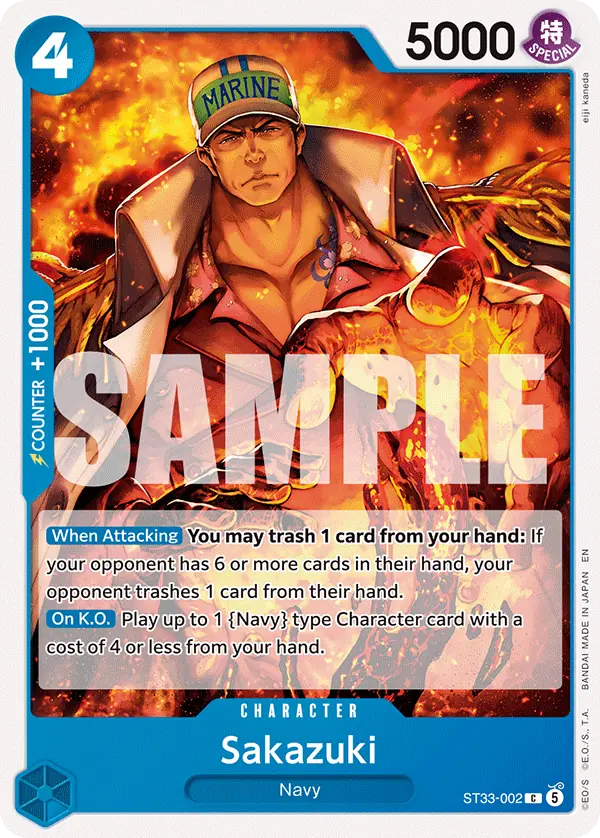 4
5000
特
SPECIAL
eiji kaneda
MARINE
COUNTER +1000
SAMPLE
When Attacking You may trash 1 card from your hand: If
your opponent has 6 or more cards in their hand, your
opponent trashes 1 card from their hand.
On K.O. Play up to 1 {Navy} type Character card with a
cost of 4 or less from your hand.
CHARACTER
Sakazuki
Navy
ST33-002 C 5
©E.O/S ©E.O./S., T.A. BANDAI MADE IN JAPAN EN